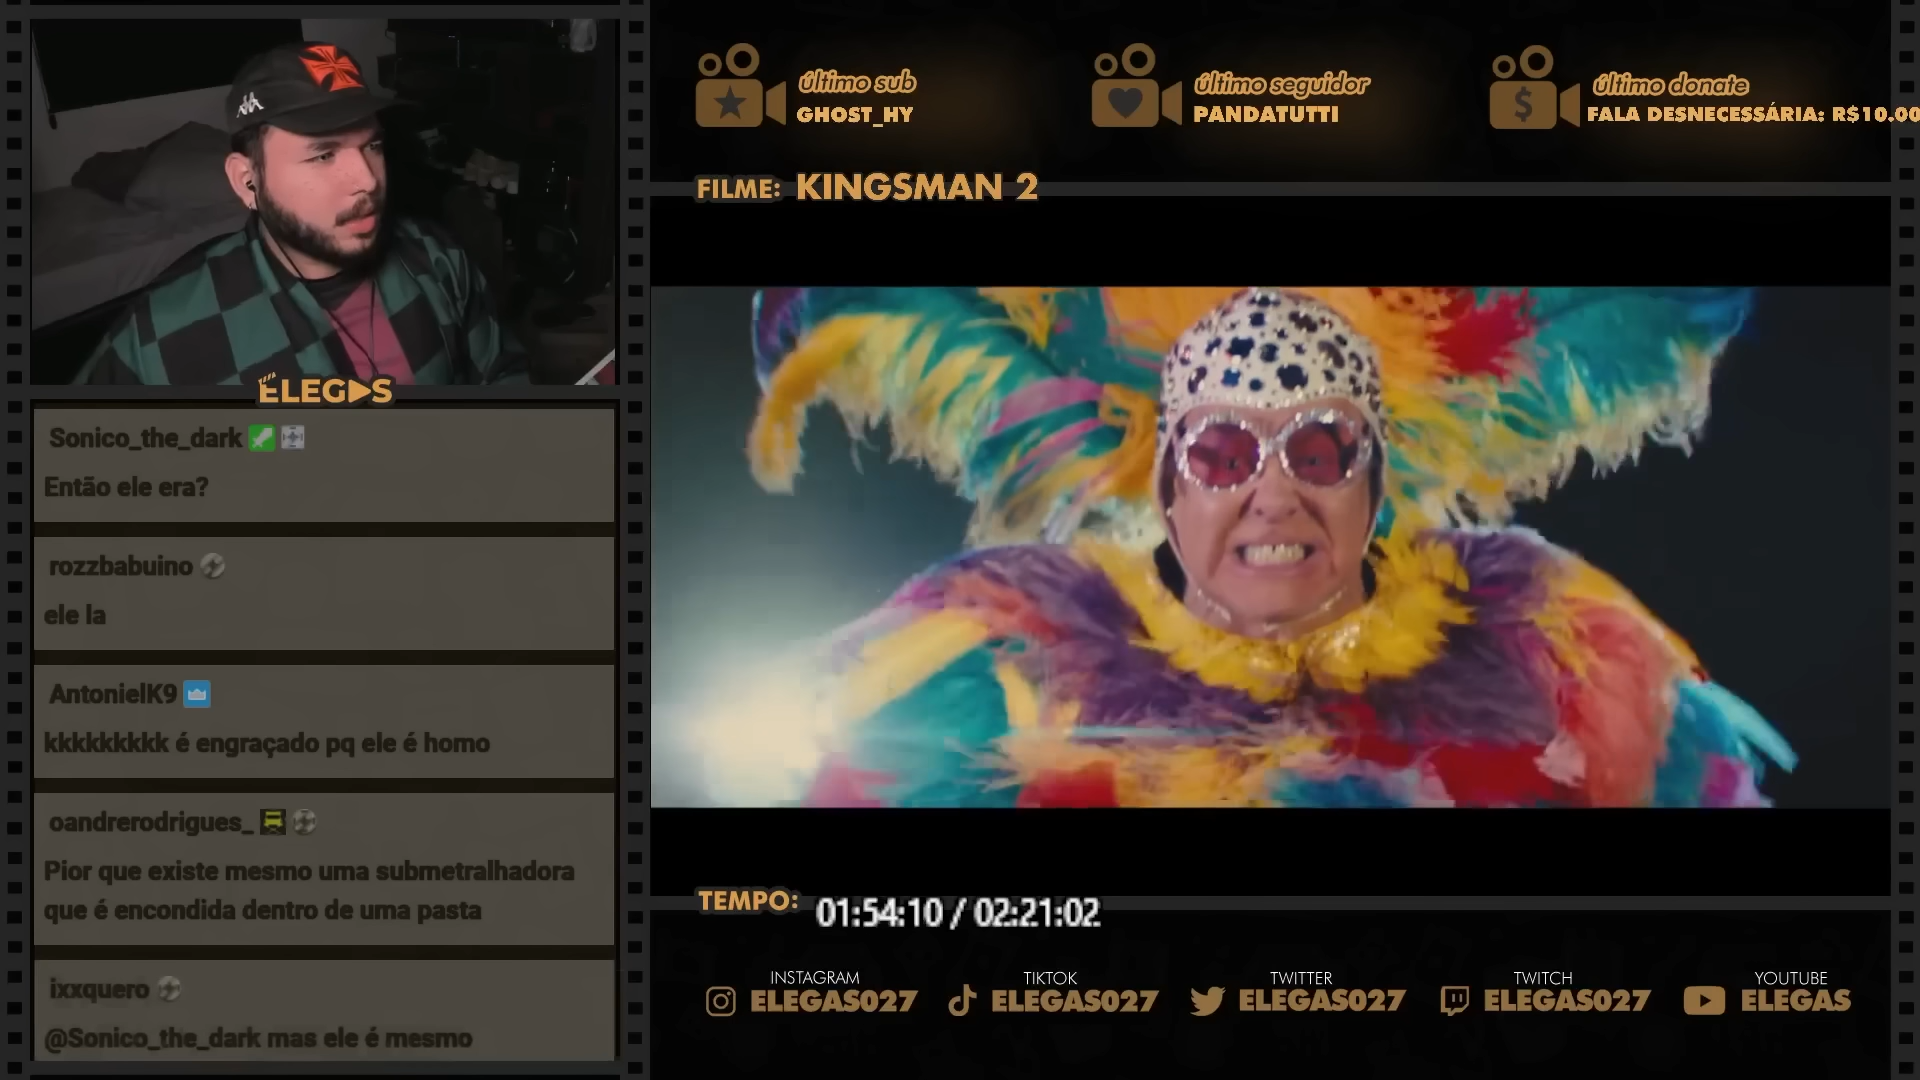 último sub
GHOST_HY
último seguidor
PANDATUTTI
último donate
FALA DESNECESSÁRIA: R$10.00
FILME: KINGSMAN 2
ELEGAS
Sonico_the_dark
Então ele era?
rozzbabuino
ele la
AntonielK9
kkkkkkkkk é engraçado pq ele é homo
oandrerodrigues_
Pior que existe mesmo uma submetralhadora
que é encondida dentro de uma pasta
ixxquero
@Sonico_the_dark mas ele é mesmo
TEMPO: 01:54:10 / 02:21:02
INSTAGRAM
ELEGAS027
TIKTOK
ELEGAS027
TWITTER
ELEGAS027
TWITCH
ELEGAS027
YOUTUBE
ELEGAS